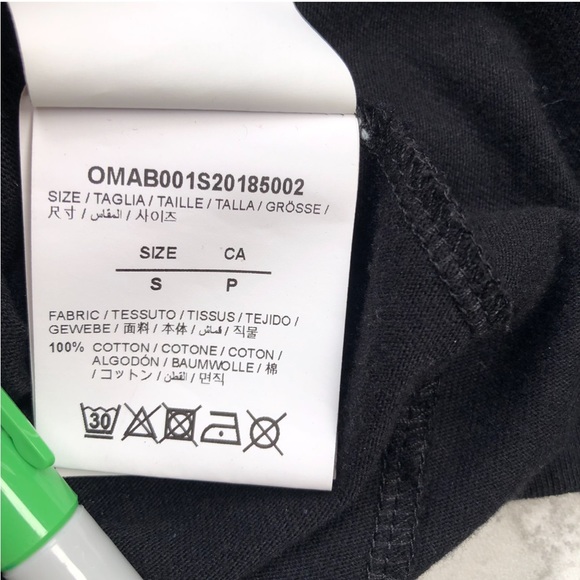 OMAB001S20185002
SIZE / TAGLIA / TAILLE / TALLA / GRÖSSE /
尺寸 / المقاس / 사이즈
SIZE CA
S P
FABRIC / TESSUTO / TISSUS / TEJIDO /
GEWEBE / 面料 / 本体 / قماش / 직물
100% COTTON / COTONE / COTON /
ALGODÓN / BAUMWOLLE / 棉
/ コットン / القطن / 면직
30